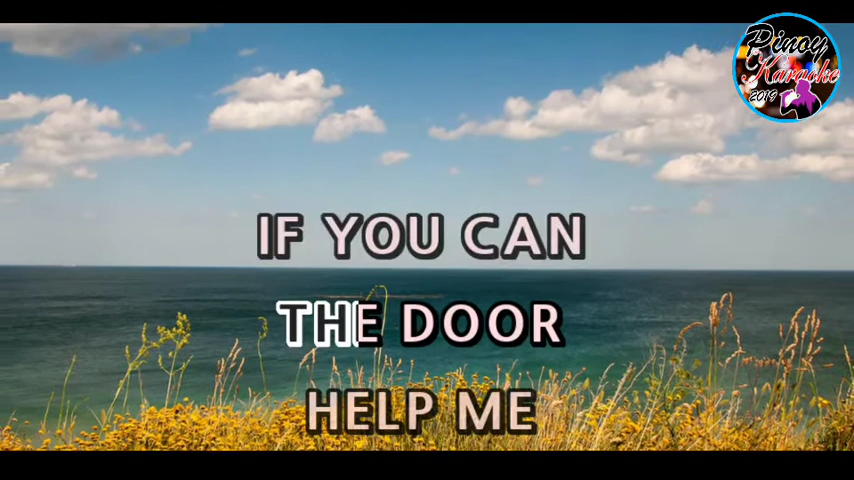 Pinoy
Karaoke
2019
IF YOU CAN
THE DOOR
HELP ME